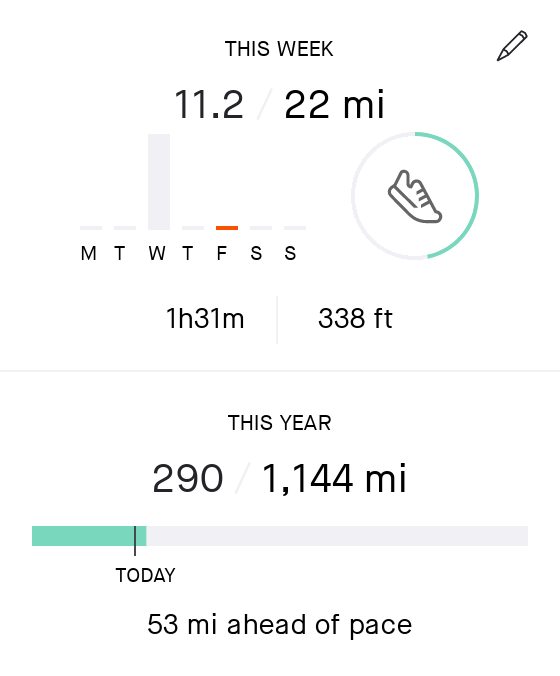 THIS WEEK
11.2 / 22 mi
M T W T F S S
1h31m 338 ft
THIS YEAR
290 / 1,144 mi
TODAY
53 mi ahead of pace